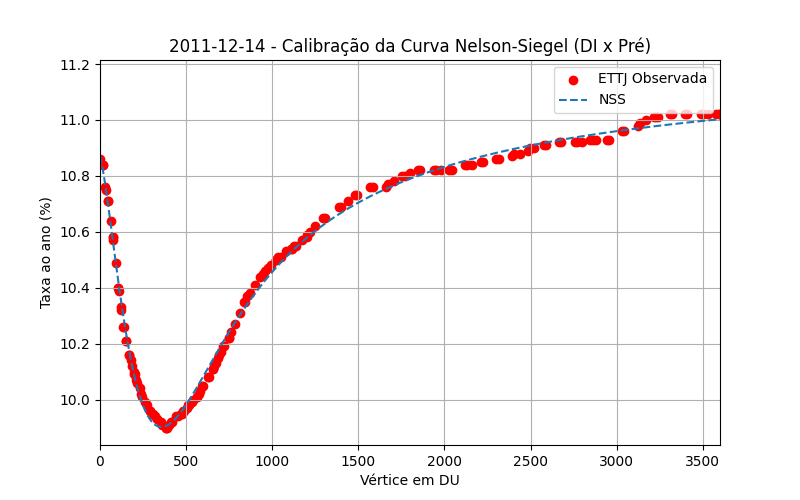 2011-12-14 - Calibração da Curva Nelson-Siegel (DI x Pré)
11.2
11.0
10.8
10.6
10.4
10.2
10.0
Taxa ao ano (%)
ETTJ Observada
NSS
0 500 1000 1500 2000 2500 3000 3500
Vértice em DU